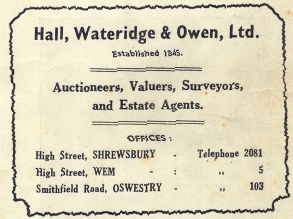 Hall, Wateridge & Owen, Ltd.
Established 1845.
Auctioneers, Valuers, Surveyors,
and Estate Agents.
OFFICES:
High Street, SHREWSBURY - Telephone 2081
High Street, WEM - : „ 5
Smithfield Road, OSWESTRY - „ 103